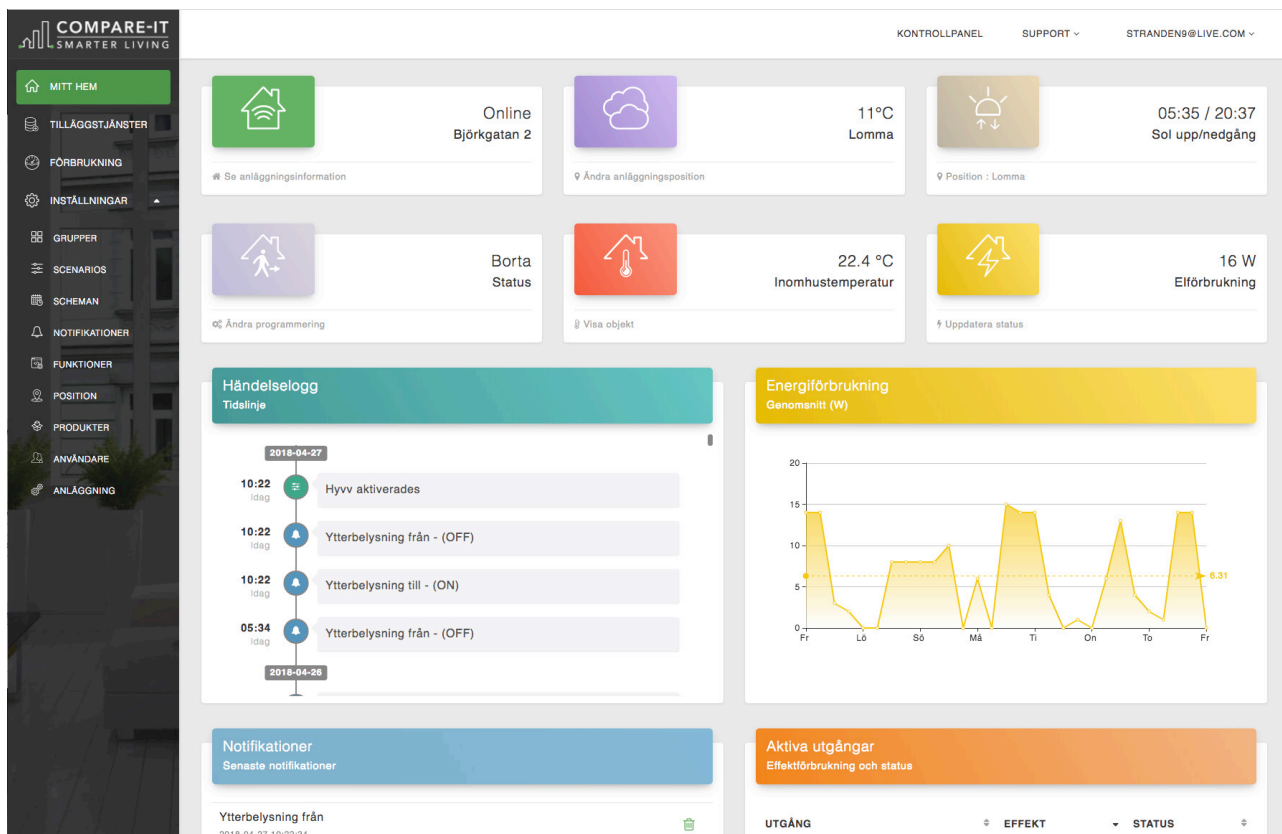 COMPARE-IT
SMARTER LIVING
KONTROLLPANEL
SUPPORT
STRANDEN9@LIVE.COM
MITT HEM
TILLÄGGSTJÄNSTER
FÖRBRUKNING
INSTÄLLNINGAR
GRUPPER
SCENARIOS
SCHEMAN
NOTIFIKATIONER
FUNKTIONER
POSITION
PRODUKTER
ANVÄNDARE
ANLÄGGNING
Online
Björkgatan 2
Se anläggningsinformation
11°C
Lomma
Ändra anläggningsposition
05:35 / 20:37
Sol upp/nedgång
Position : Lomma
Borta
Status
Ändra programmering
22.4 °C
Inomhustemperatur
Visa objekt
16 W
Elförbrukning
Uppdatera status
Händelselogg
Tidslinje
2018-04-27
10:22 Hyvv aktiverades
Idag
10:22 Ytterbelysning från - (OFF)
Idag
10:22 Ytterbelysning till - (ON)
Idag
05:34 Ytterbelysning från - (OFF)
Idag
2018-04-26
Energiförbrukning
Genomsnitt (W)
20
15
10
5
0
6.31
Fr Lö Sö Må Ti On To Fr
Notifikationer
Senaste notifikationer
Ytterbelysning från
Aktiva utgångar
Effektförbrukning och status
UTGÅNG EFFEKT STATUS